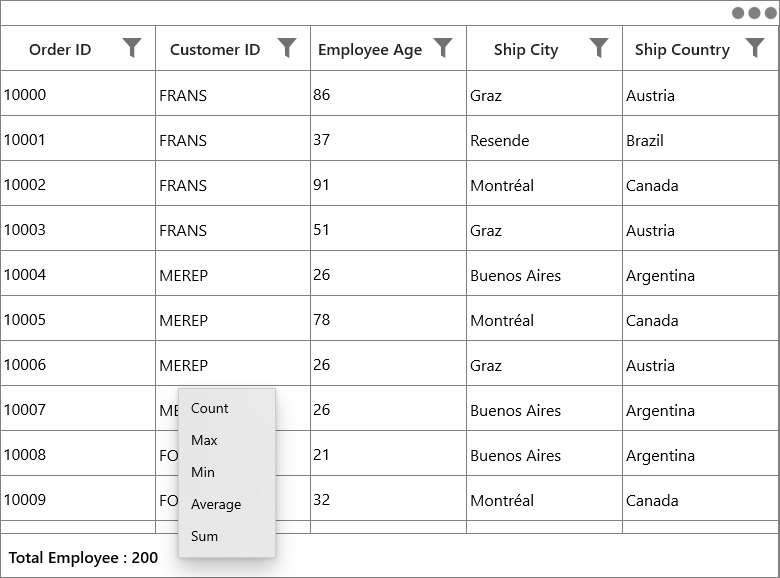 Order ID Customer ID Employee Age Ship City Ship Country
10000 FRANS 86 Graz Austria
10001 FRANS 37 Resende Brazil
10002 FRANS 91 Montréal Canada
10003 FRANS 51 Graz Austria
10004 MEREP 26 Buenos Aires Argentina
10005 MEREP 78 Montréal Canada
10006 MEREP 26 Graz Austria
10007 26 Buenos Aires Argentina
Count
Max
10008 21 Buenos Aires Argentina
Min
10009 32 Montréal Canada
Average
Sum
Total Employee : 200